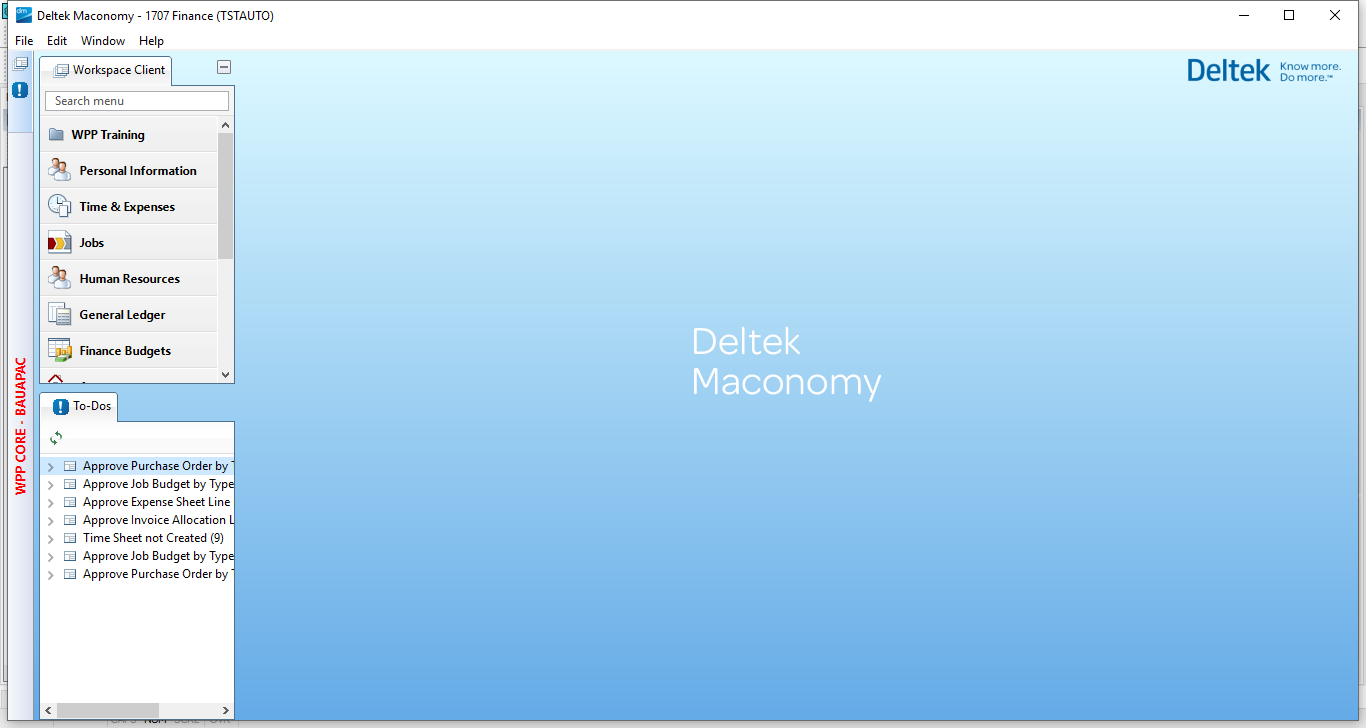 Deltek Maconomy - 1707 Finance (TSTAUTO)
File Edit Window Help
Workspace Client
Deltek Know more.
Do more.™
Search menu
WPP Training
Personal Information
Time & Expenses
Jobs
Human Resources
General Ledger
Finance Budgets
Deltek
Maconomy
WPP CORE - BAUAPAC
To-Dos
Approve Purchase Order by
Approve Job Budget by Type
Approve Expense Sheet Line
Approve Invoice Allocation L
Time Sheet not Created (9)
Approve Job Budget by Type
Approve Purchase Order by